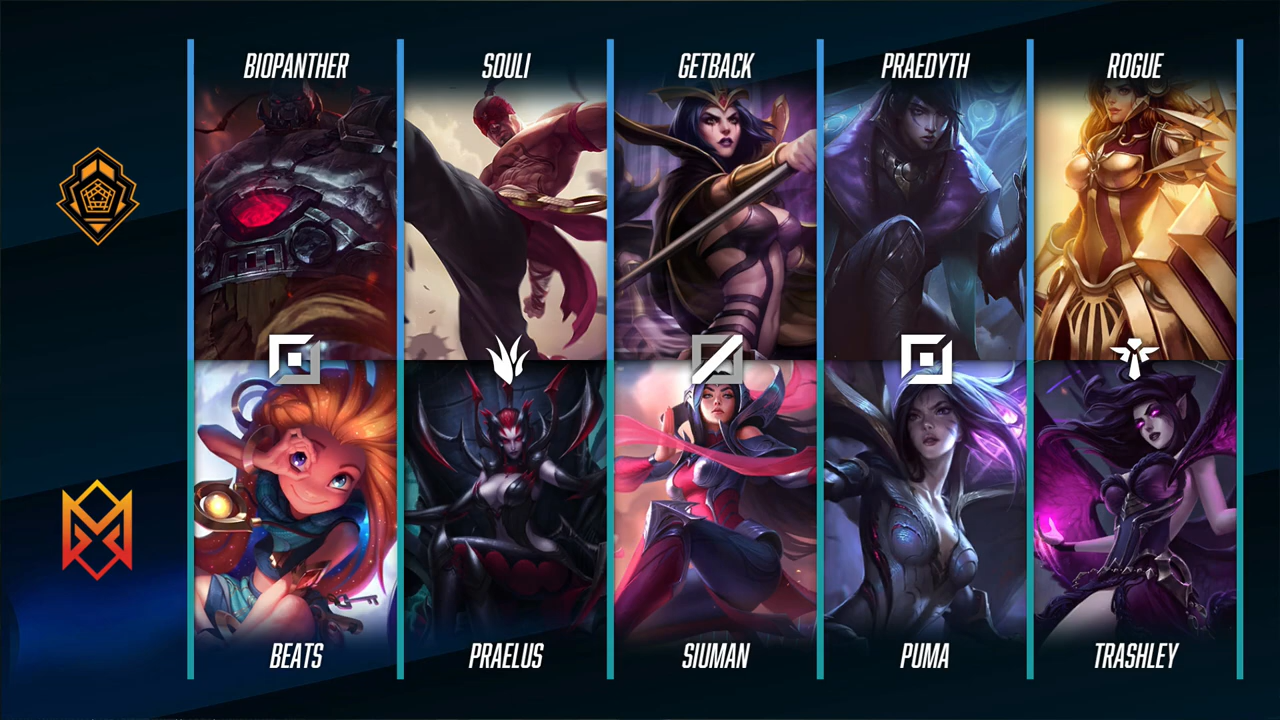 BIOPANTHER
SOULI
GETBACK
PRAEDYTH
ROGUE
BEATS
PRAELUS
SIUMAN
PUMA
TRASHLEY